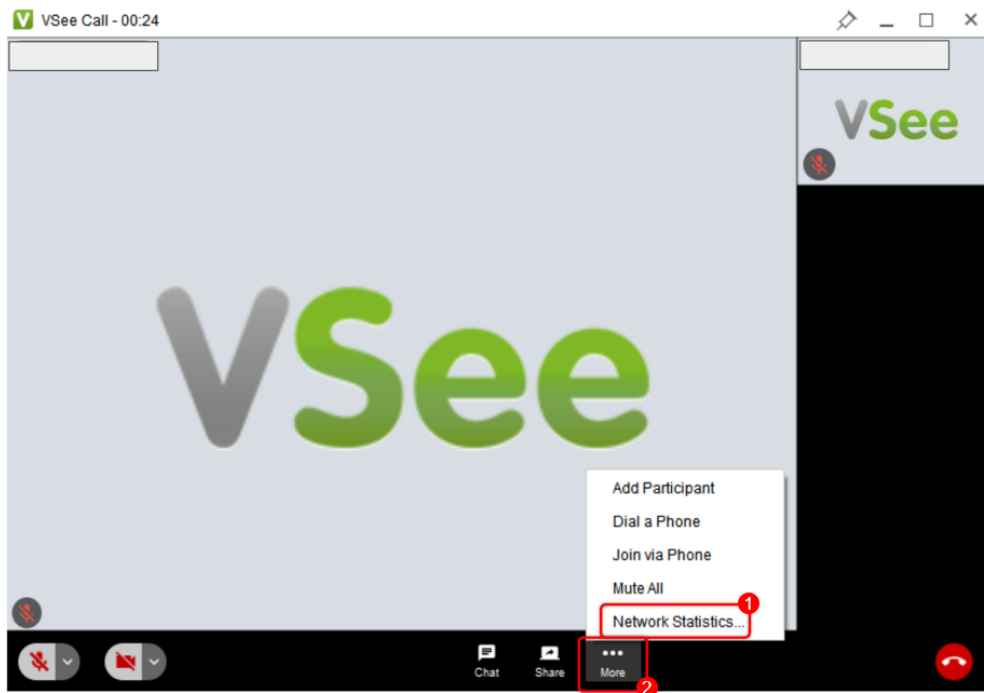 VSee Call - 00:24
VSee
VSee
Add Participant
Dial a Phone
Join via Phone
Mute All
1
Network Statistics...
Chat
Share
More
2